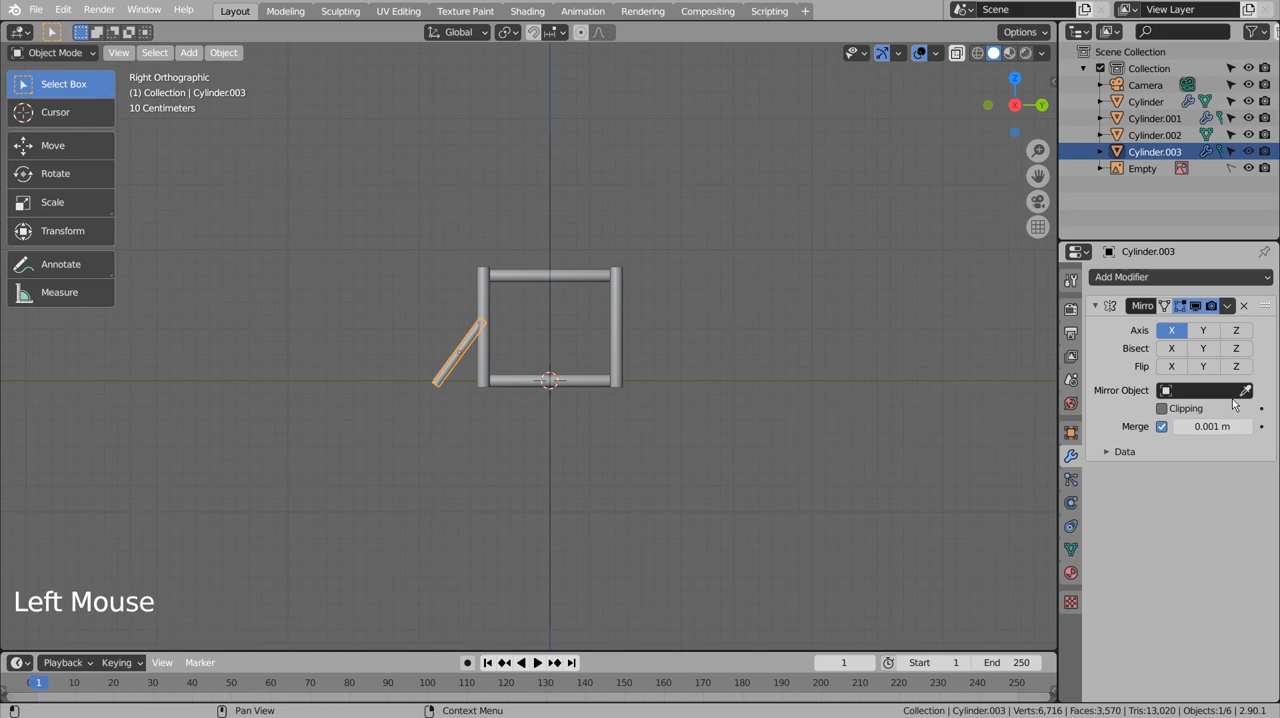 File Edit Render Window Help Layout Modeling Sculpting UV Editing Texture Paint Shading Animation Rendering Compositing Scripting + Scene View Layer
Global Options
Object Mode View Select Add Object
Select Box
Cursor
Move
Rotate
Scale
Transform
Annotate
Measure
Right Orthographic
(1) Collection | Cylinder.003
10 Centimeters
Z
Y
X
Scene Collection
Collection
Camera
Cylinder
Cylinder.001
Cylinder.002
Cylinder.003
Empty
Cylinder.003
Add Modifier
Mirro
Axis X Y Z
Bisect X Y Z
Flip X Y Z
Mirror Object
Clipping
Merge 0.001 m
Data
Left Mouse
Playback Keying View Marker 1 Start 1 End 250
1 10 20 30 40 50 60 70 80 90 100 110 120 130 140 150 160 170 180 190 200 210 220 230 240 250
Pan View Context Menu Collection | Cylinder.003 | Verts:6,716 | Faces:3,570 | Tris:13,020 | Objects:1/6 | 2.90.1